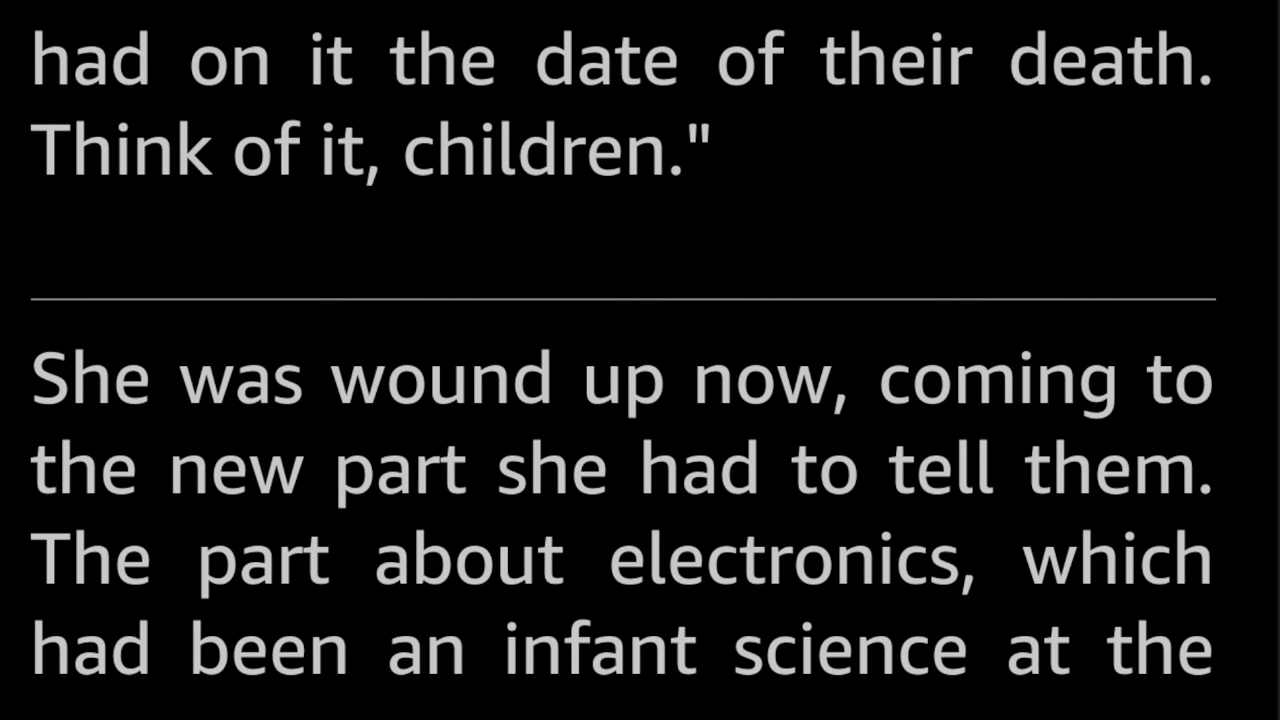 had on it the date of their death.
Think of it, children."
She was wound up now, coming to
the new part she had to tell them.
The part about electronics, which
had been an infant science at the